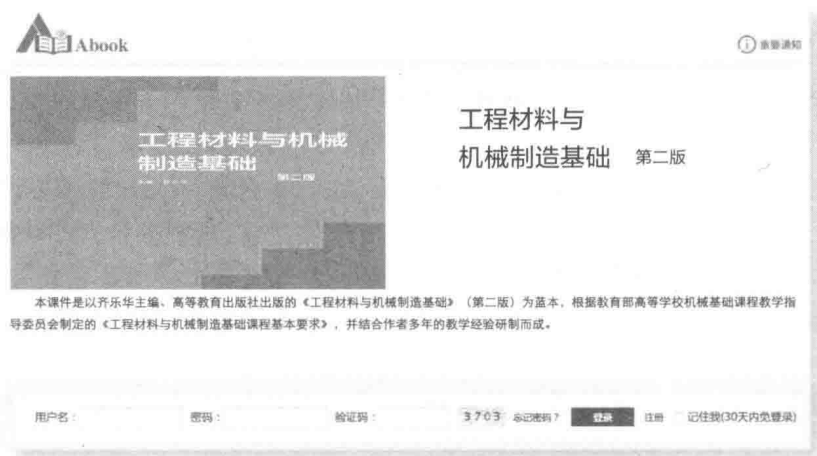 Abook
重要通知
工程材料与机械
制造基础
第二版
工程材料与
机械制造基础 第二版
本课件是以齐乐华主编、高等教育出版社出版的《工程材料与机械制造基础》（第二版）为蓝本，根据教育部高等学校机械基础课程教学指
导委员会制定的《工程材料与机械制造基础课程基本要求》，并结合作者多年的教学经验研制而成。
用户名： 密码： 验证码： 3703 忘记密码？ 登录 注册 记住我(30天内免登录)